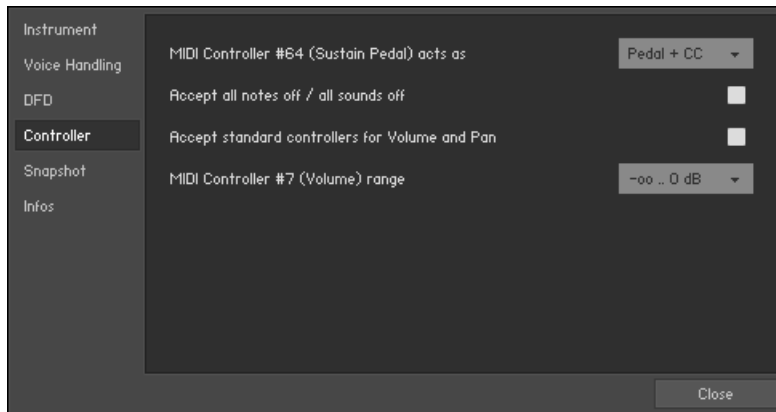 Instrument
Voice Handling
DFD
Controller
Snapshot
Infos
MIDI Controller #64 (Sustain Pedal) acts as
Pedal + CC
Accept all notes off / all sounds off
Accept standard controllers for Volume and Pan
MIDI Controller #7 (Volume) range
-oo .. 0 dB
Close